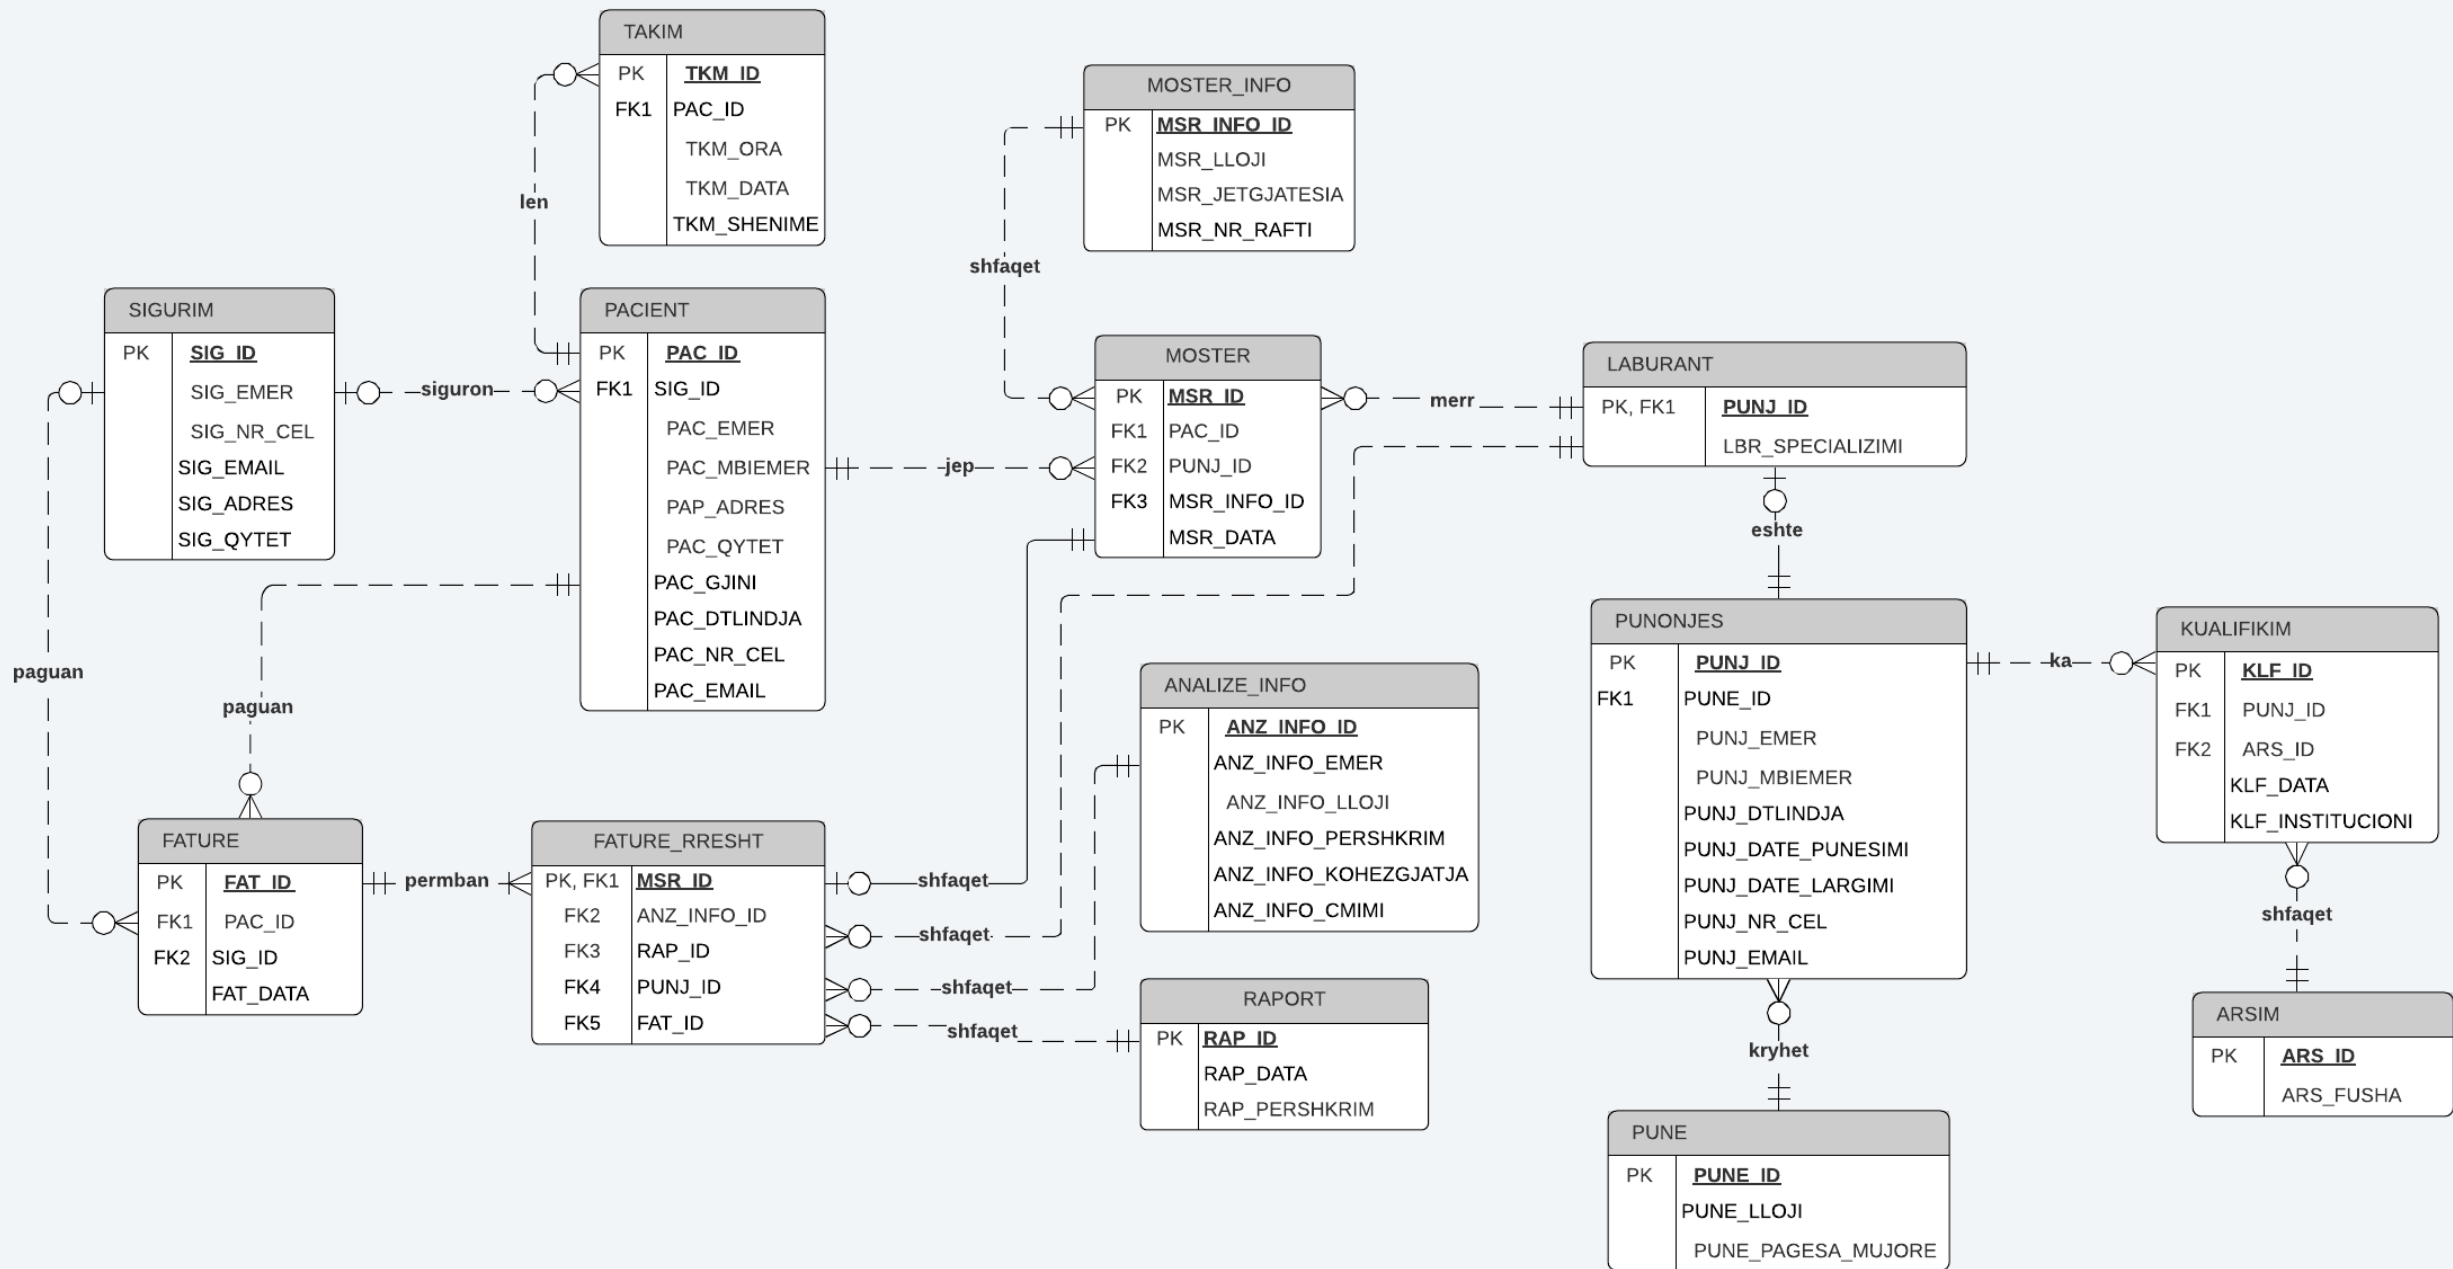 TAKIM
PK TKM_ID
FK1 PAC_ID
TKM_ORA
TKM_DATA
TKM_SHENIME
len
MOSTER_INFO
PK MSR_INFO_ID
MSR_LLOJI
MSR_JETGJATESIA
MSR_NR_RAFTI
shfaqet
SIGURIM
PK SIG_ID
SIG_EMER
SIG_NR_CEL
SIG_EMAIL
SIG_ADRES
SIG_QYTET
siguron
PACIENT
PK PAC_ID
FK1 SIG_ID
PAC_EMER
PAC_MBIEMER
PAP_ADRES
PAC_QYTET
PAC_GJINI
PAC_DTLINDJA
PAC_NR_CEL
PAC_EMAIL
jep
MOSTER
PK MSR_ID
FK1 PAC_ID
FK2 PUNJ_ID
FK3 MSR_INFO_ID
MSR_DATA
merr
LABURANT
PK, FK1 PUNJ_ID
LBR_SPECIALIZIMI
eshte
PUNONJES
PK PUNJ_ID
FK1 PUNE_ID
PUNJ_EMER
PUNJ_MBIEMER
PUNJ_DTLINDJA
PUNJ_DATE_PUNESIMI
PUNJ_DATE_LARGIMI
PUNJ_NR_CEL
PUNJ_EMAIL
ka
KUALIFIKIM
PK KLF_ID
FK1 PUNJ_ID
FK2 ARS_ID
KLF_DATA
KLF_INSTITUCIONI
shfaqet
ARSIM
PK ARS_ID
ARS_FUSHA
kryhet
PUNE
PK PUNE_ID
PUNE_LLOJI
PUNE_PAGESA_MUJORE
paguan
paguan
FATURE
PK FAT_ID
FK1 PAC_ID
FK2 SIG_ID
FAT_DATA
permban
FATURE_RRESHT
PK, FK1 MSR_ID
FK2 ANZ_INFO_ID
FK3 RAP_ID
FK4 PUNJ_ID
FK5 FAT_ID
shfaqet
shfaqet
shfaqet
shfaqet
ANALIZE_INFO
PK ANZ_INFO_ID
ANZ_INFO_EMER
ANZ_INFO_LLOJI
ANZ_INFO_PERSHKRIM
ANZ_INFO_KOHEZGJATJA
ANZ_INFO_CMIMI
RAPORT
PK RAP_ID
RAP_DATA
RAP_PERSHKRIM